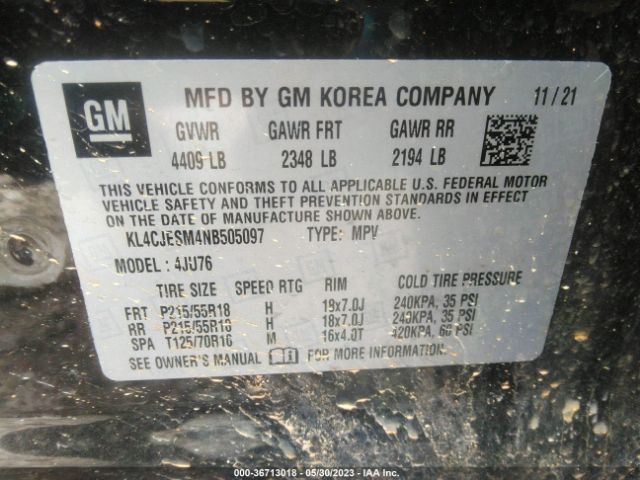 GM
MFD BY GM KOREA COMPANY 11/21
GVWR GAWR FRT GAWR RR
4409 LB 2348 LB 2194 LB
THIS VEHICLE CONFORMS TO ALL APPLICABLE U.S. FEDERAL MOTOR
VEHICLE SAFETY AND THEFT PREVENTION STANDARDS IN EFFECT
ON THE DATE OF MANUFACTURE SHOWN ABOVE.
KL4CJESM4NB505097 TYPE: MPV
MODEL: 4JU76
TIRE SIZE SPEED RTG RIM COLD TIRE PRESSURE
FRT P215/55R18 H 18x7.0J 240KPA, 35 PSI
RR P215/55R18 H 18x7.0J 240KPA, 35 PSI
SPA T125/70R16 M 16x4.0T 420KPA, 60 PSI
SEE OWNER'S MANUAL FOR MORE INFORMATION.
000-36713018 - 05/30/2023 - IAA Inc.